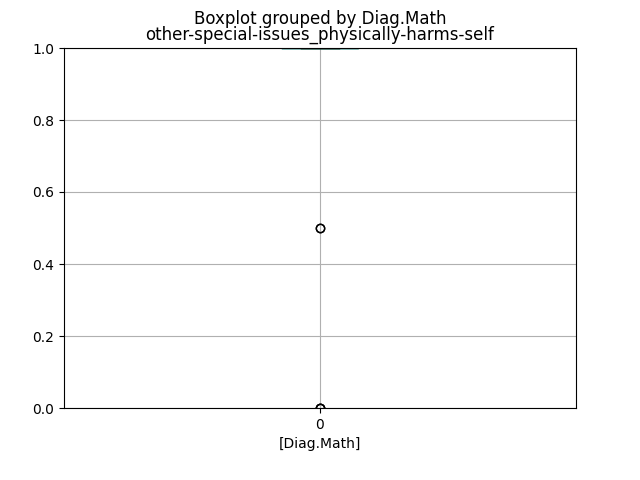 Boxplot grouped by Diag.Math
other-special-issues_physically-harms-self
1.0
0.8
0.6
0.4
0.2
0.0
0
[Diag.Math]